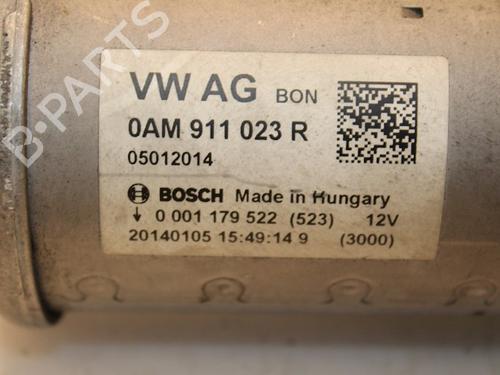 B-PARTS
VW AG BON
0AM 911 023 R
05012014
BOSCH Made in Hungary
0 001 179 522 (523) 12V
20140105 15:49:14 9 (3000)